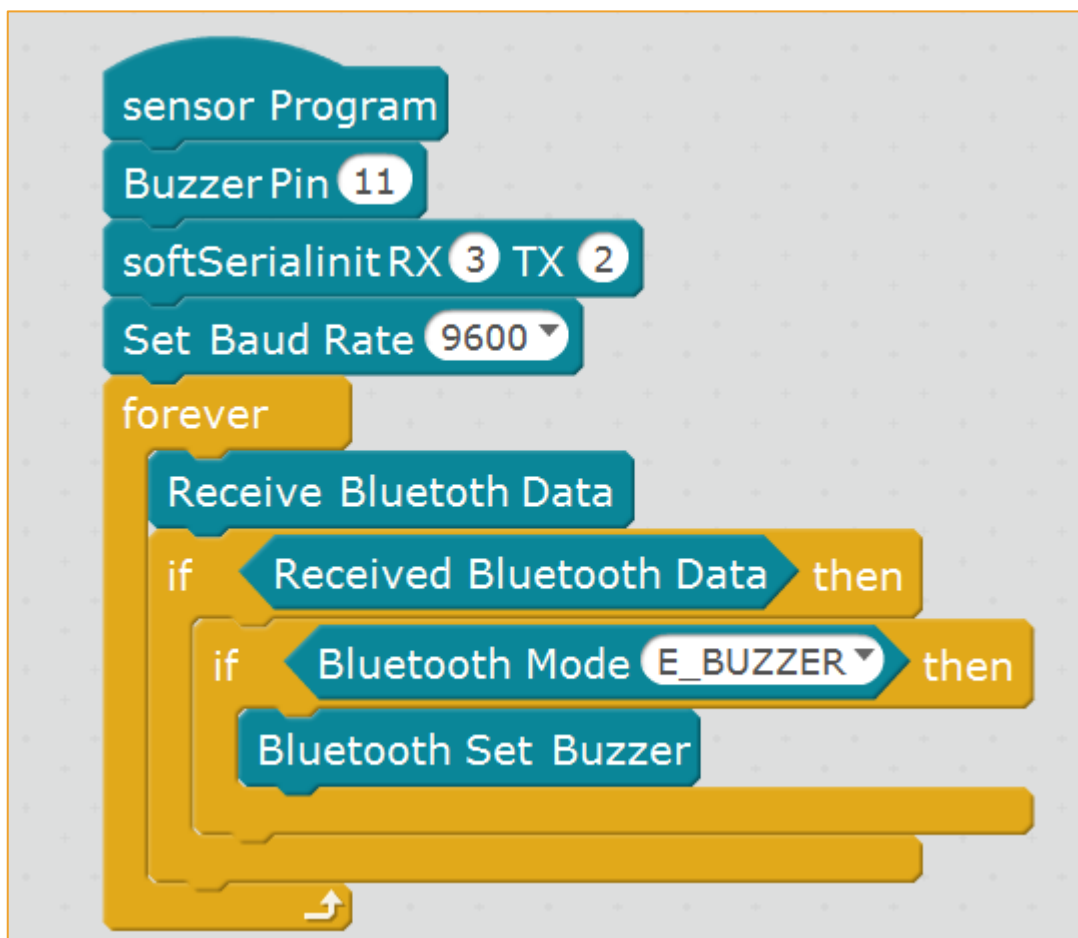 sensor Program
Buzzer Pin 11
softSerialinit RX 3 TX 2
Set Baud Rate 9600
forever
Receive Bluetoth Data
if Received Bluetooth Data then
if Bluetooth Mode E_BUZZER then
Bluetooth Set Buzzer